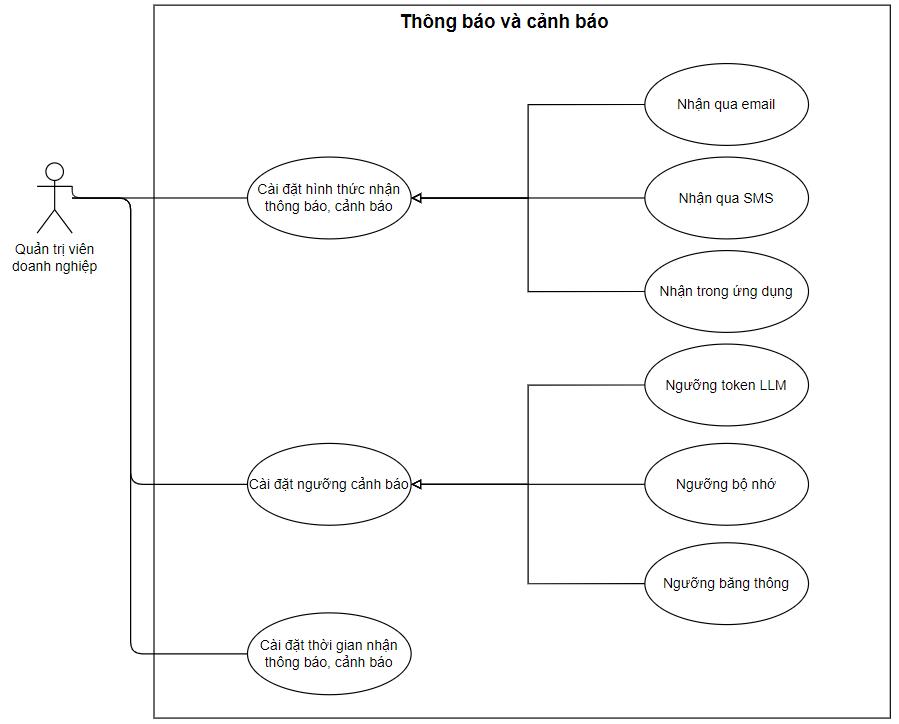 Thông báo và cảnh báo
Nhận qua email
Cài đặt hình thức nhận
thông báo, cảnh báo
Nhận qua SMS
Quản trị viên
doanh nghiệp
Nhận trong ứng dụng
Ngưỡng token LLM
Cài đặt ngưỡng cảnh báo
Ngưỡng bộ nhớ
Ngưỡng băng thông
Cài đặt thời gian nhận
thông báo, cảnh báo